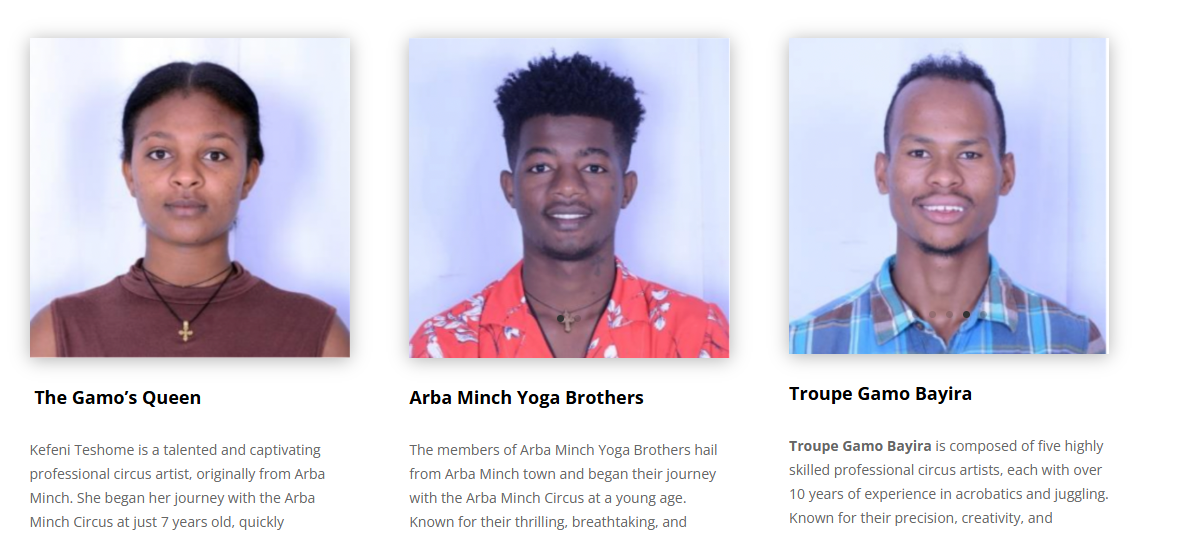 The Gamo’s Queen
Kefeni Teshome is a talented and captivating
professional circus artist, originally from Arba
Minch. She began her journey with the Arba
Minch Circus at just 7 years old, quickly
Arba Minch Yoga Brothers
The members of Arba Minch Yoga Brothers hail
from Arba Minch town and began their journey
with the Arba Minch Circus at a young age.
Known for their thrilling, breathtaking, and
Troupe Gamo Bayira
Troupe Gamo Bayira is composed of five highly
skilled professional circus artists, each with over
10 years of experience in acrobatics and juggling.
Known for their precision, creativity, and